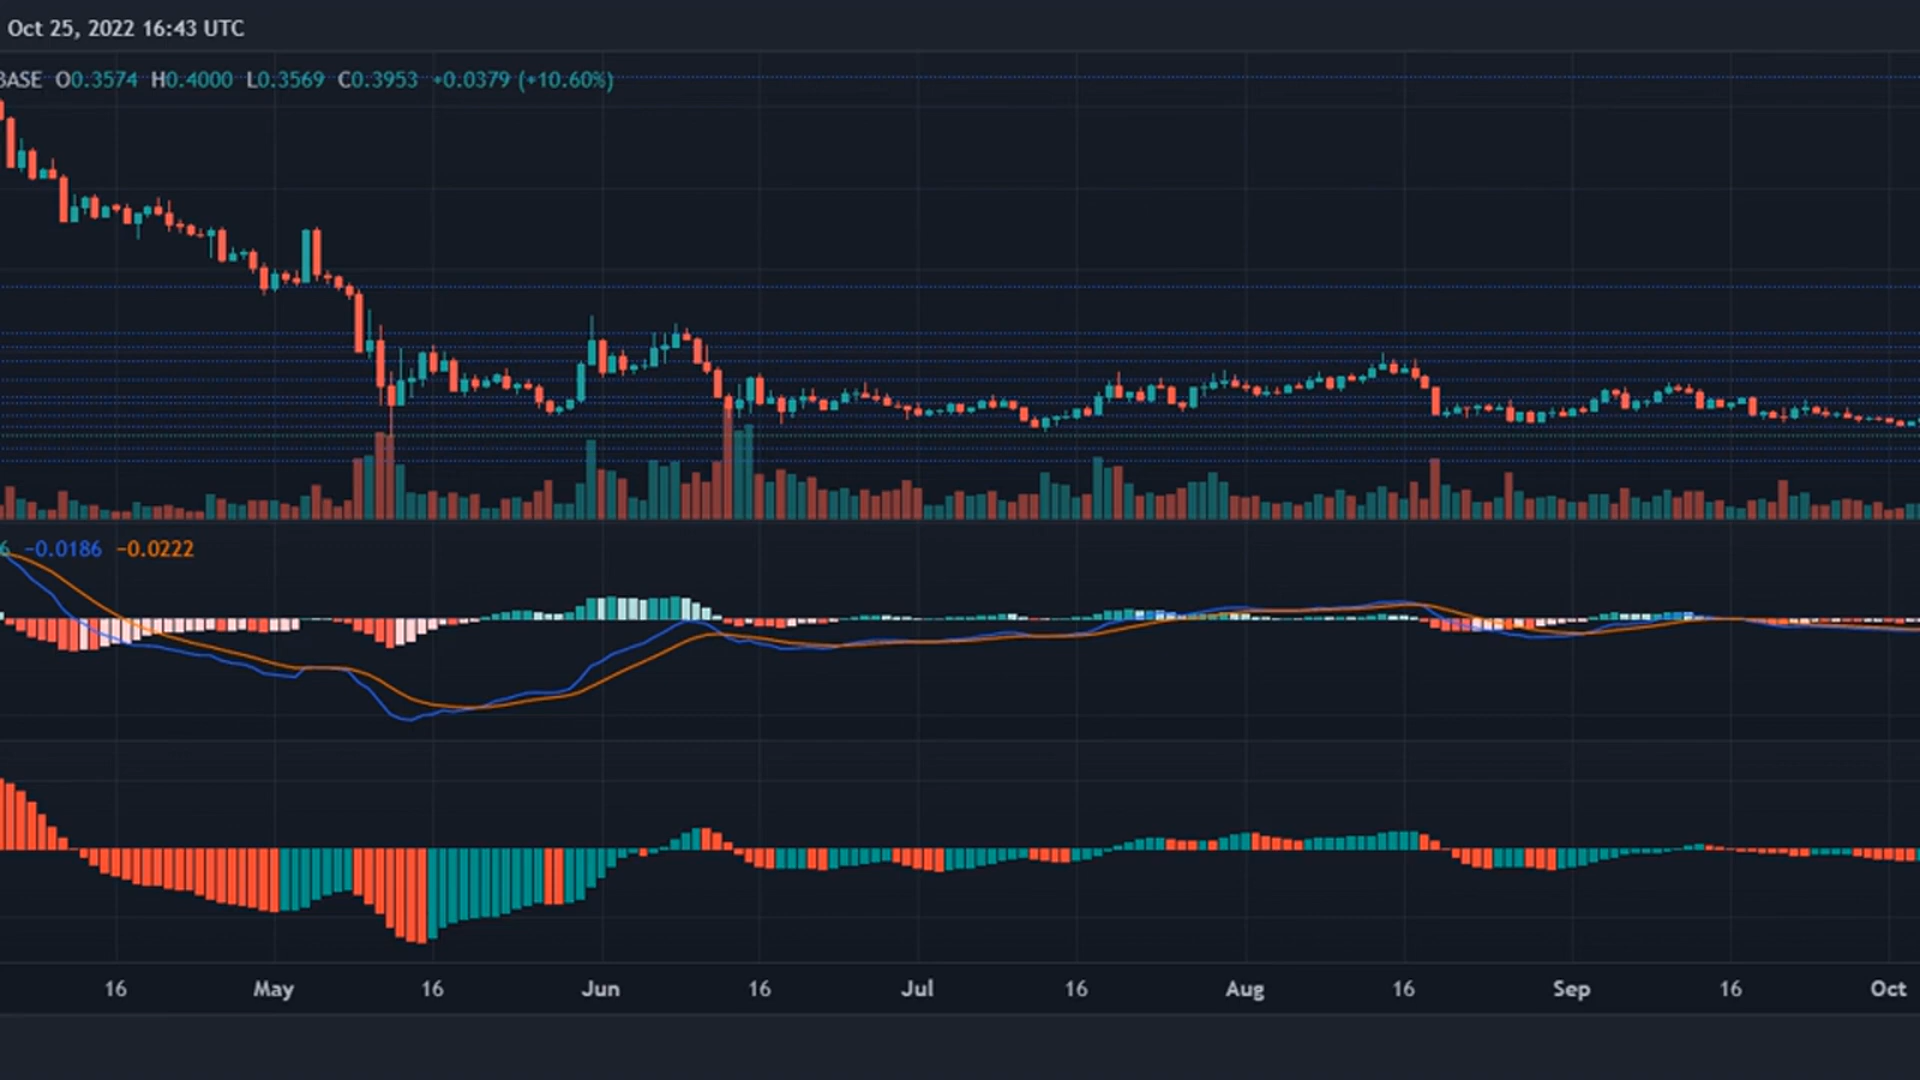 Oct 25, 2022 16:43 UTC
BASE O0.3574 H0.4000 L0.3569 C0.3953 +0.0379 (+10.60%)
6 −0.0186 −0.0222
16 May 16 Jun 16 Jul 16 Aug 16 Sep 16 Oct